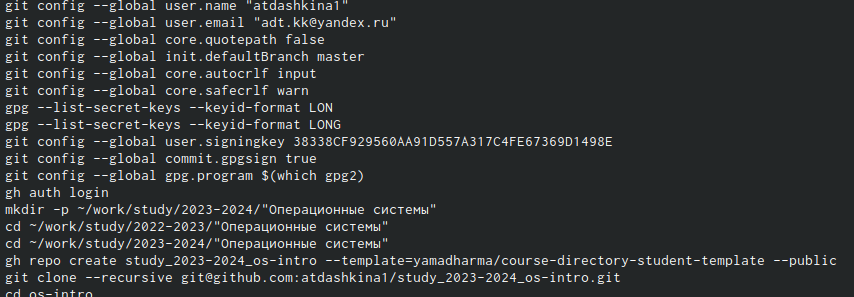 git config --global user.name "atdashkina1"
git config --global user.email "adt.kk@yandex.ru"
git config --global core.quotepath false
git config --global init.defaultBranch master
git config --global core.autocrlf input
git config --global core.safecrlf warn
gpg --list-secret-keys --keyid-format LON
gpg --list-secret-keys --keyid-format LONG
git config --global user.signingkey 38338CF929560AA91D557A317C4FE67369D1498E
git config --global commit.gpgsign true
git config --global gpg.program $(which gpg2)
gh auth login
mkdir -p ~/work/study/2023-2024/"Операционные системы"
cd ~/work/study/2022-2023/"Операционные системы"
cd ~/work/study/2023-2024/"Операционные системы"
gh repo create study_2023-2024_os-intro --template=yamadharma/course-directory-student-template --public
git clone --recursive git@github.com:atdashkina1/study_2023-2024_os-intro.git
cd os-intro